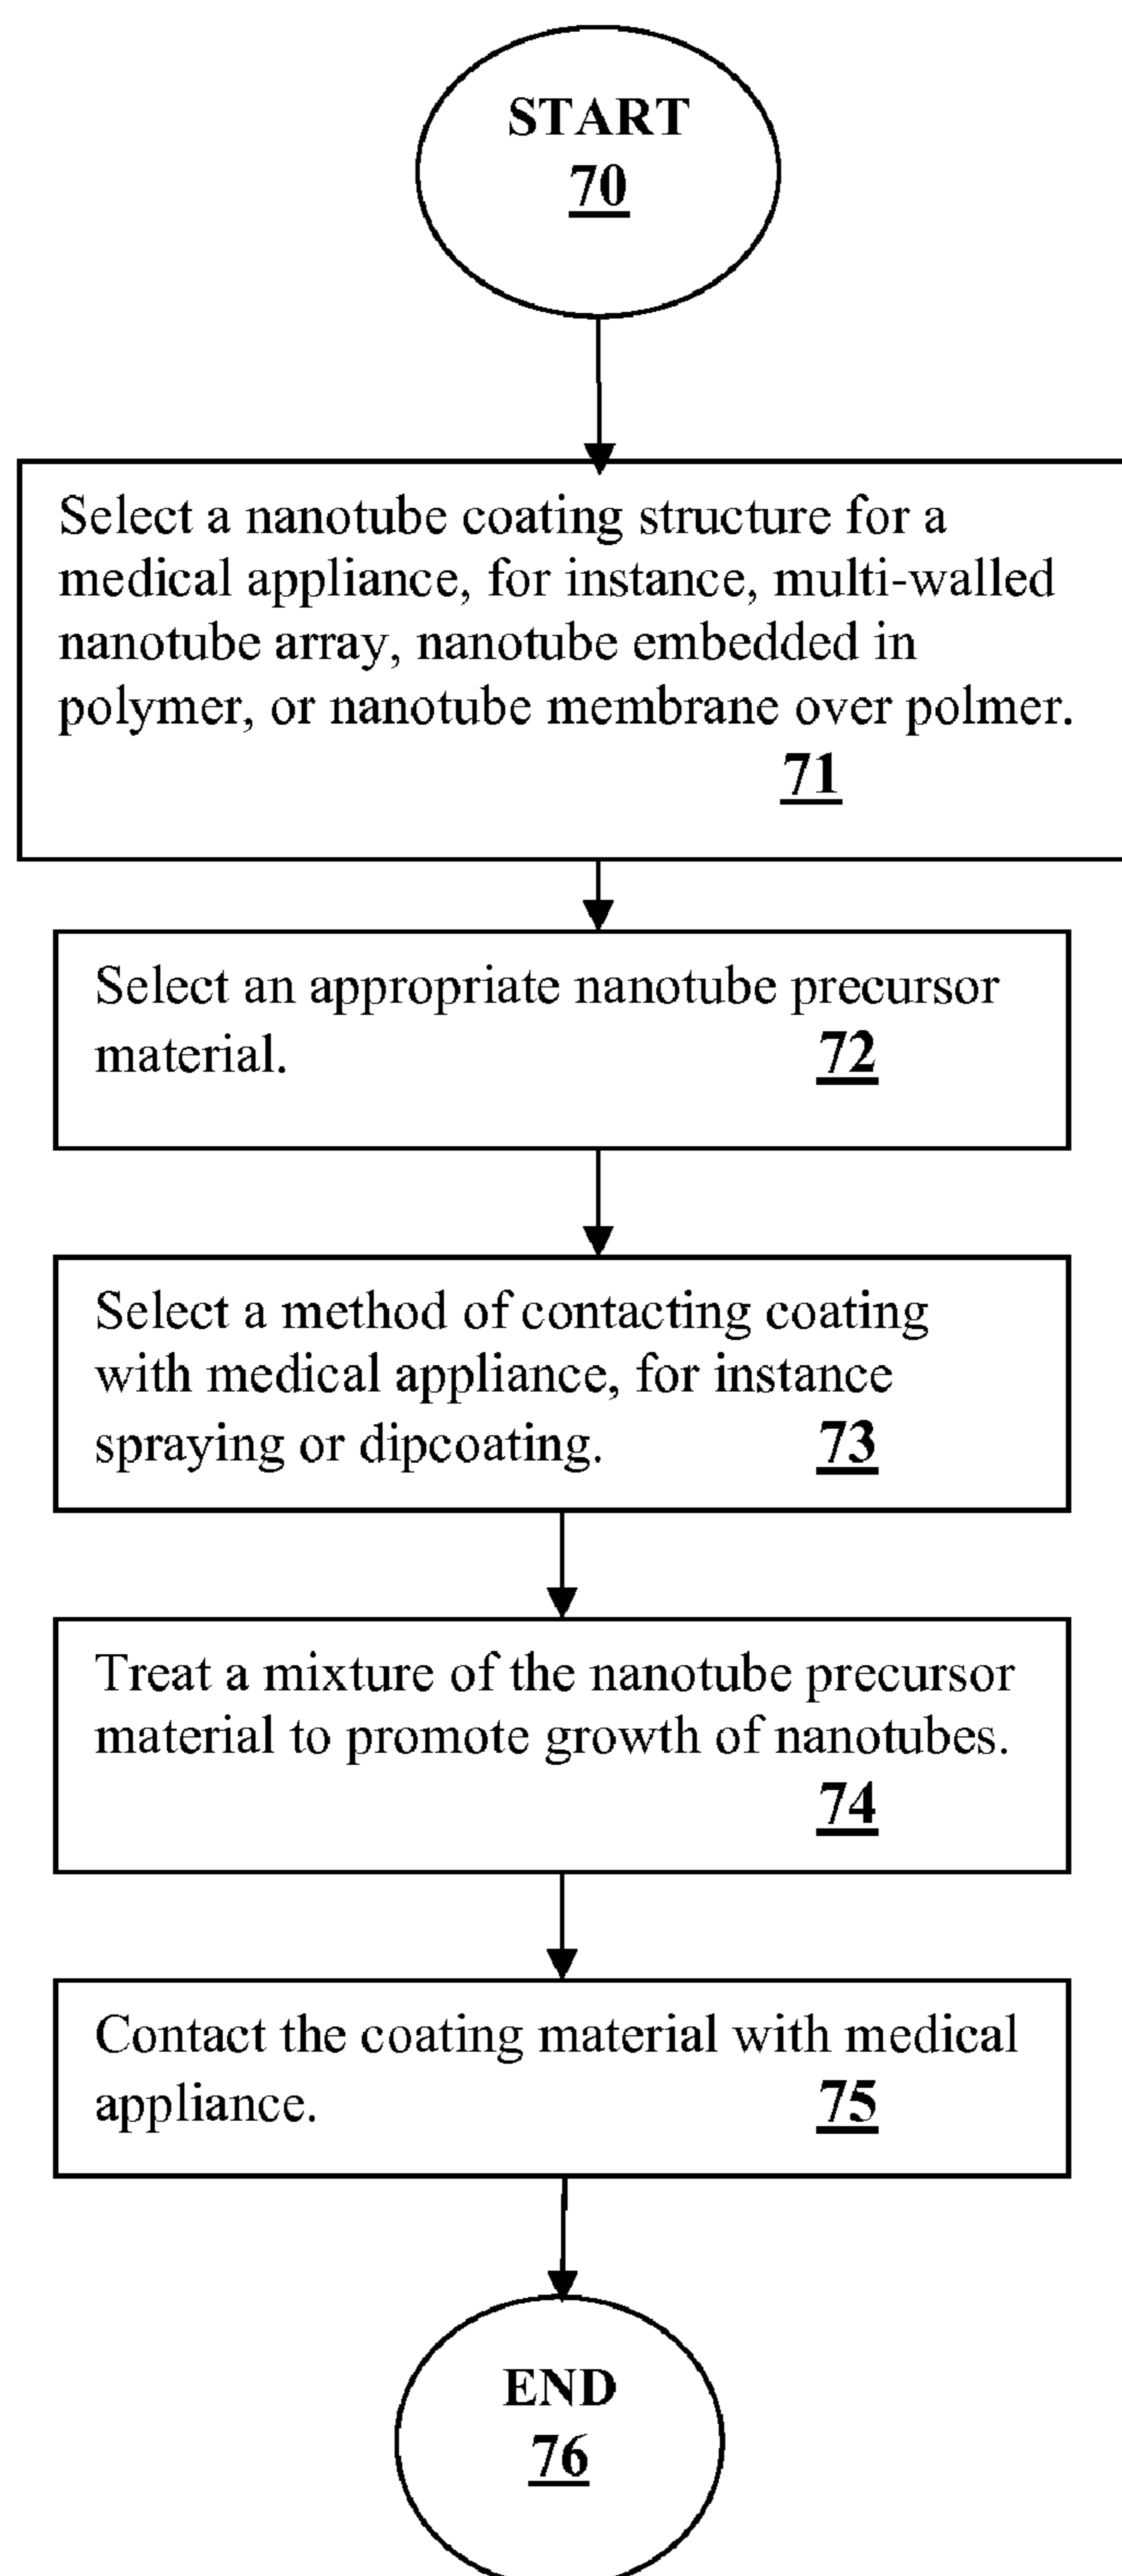 START
70
Select a nanotube coating structure for a
medical appliance, for instance, multi-walled
nanotube array, nanotube embedded in
polymer, or nanotube membrane over polmer.
71
Select an appropriate nanotube precursor
material. 72
Select a method of contacting coating
with medical appliance, for instance
spraying or dipcoating. 73
Treat a mixture of the nanotube precursor
material to promote growth of nanotubes.
74
Contact the coating material with medical
appliance. 75
END
76